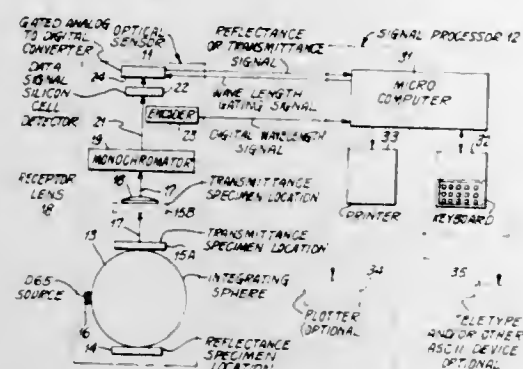 GATED ANALOG
TO DIGITAL
CONVERTER
OPTICAL
SENSOR
11
REFLECTANCE
OR TRANSMITTANCE
SIGNAL
SIGNAL PROCESSOR 12
31
DATA
SIGNAL
24
22
SILICON
CELL
DETECTOR
WAVE LENGTH
GATING SIGNAL
MICRO
COMPUTER
ENCODER
23
21
DIGITAL WAVELENGTH
SIGNAL
33
32
19
MONOCHROMATOR
18
17
RECEPTOR
LENS
18
TRANSMITTANCE
SPECIMEN LOCATION
15B
PRINTER
KEYBOARD
17
13
TRANSMITTANCE
SPECIMEN LOCATION
15A
D65
SOURCE
16
INTEGRATING
SPHERE
34
35
PLOTTER
(OPTIONAL
TELETYPE
AND/OR OTHER
ASCII DEVICE
OPTIONAL
14
REFLECTANCE
SPECIMEN
LOCATION